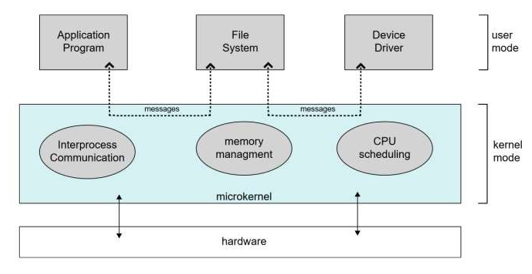 Application
Program
File
System
Device
Driver
user
mode
messages
messages
Interprocess
Communication
memory
managment
CPU
scheduling
kernel
mode
microkernel
hardware